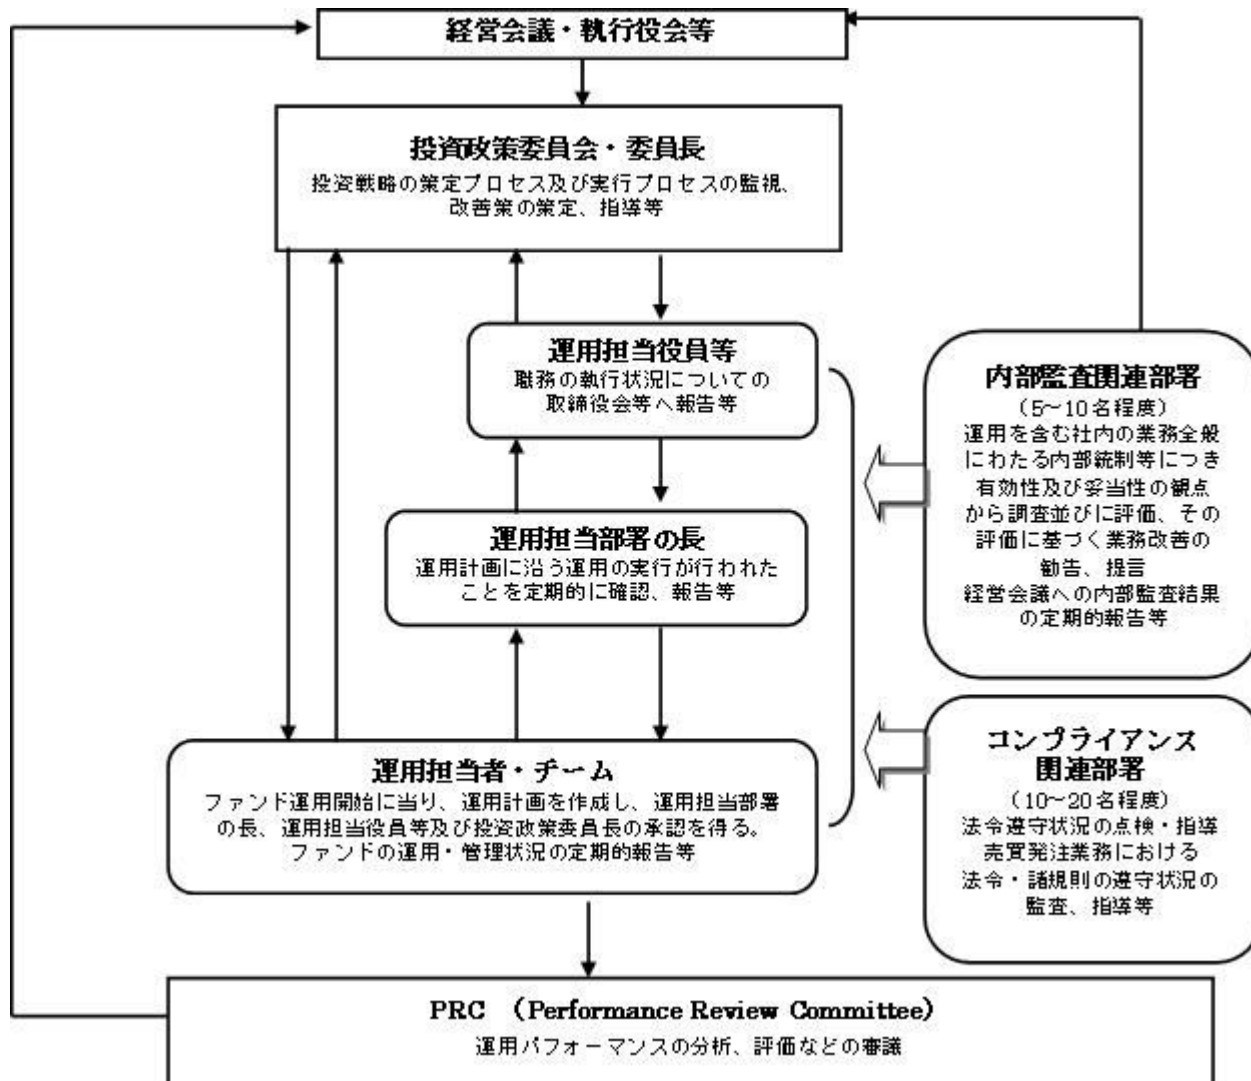 経営会議・執行役会等
投資政策委員会・委員長
投資戦略の策定プロセス及び実行プロセスの監視、
改善策の策定、指導等
運用担当役員等
職務の執行状況についての
取締役会等へ報告等
運用担当部署の長
運用計画に沿う運用の実行が行われた
ことを定期的に確認、報告等
運用担当者・チーム
ファンド運用開始に当り、運用計画を作成し、運用担当部署
の長、運用担当役員等及び投資政策委員長の承認を得る。
ファンドの運用・管理状況の定期的報告等
内部監査関連部署
（5～10名程度）
運用を含む社内の業務全般
にわたる内部統制等につき
有効性及び妥当性の観点
から調査並びに評価、その
評価に基づく業務改善の
勧告、提言
経営会議への内部監査結果
の定期的報告等
コンプライアンス
関連部署
（10～20名程度）
法令遵守状況の点検・指導
売買発注業務における
法令・諸規則の遵守状況の
監査、指導等
PRC （Performance Review Committee）
運用パフォーマンスの分析、評価などの審議